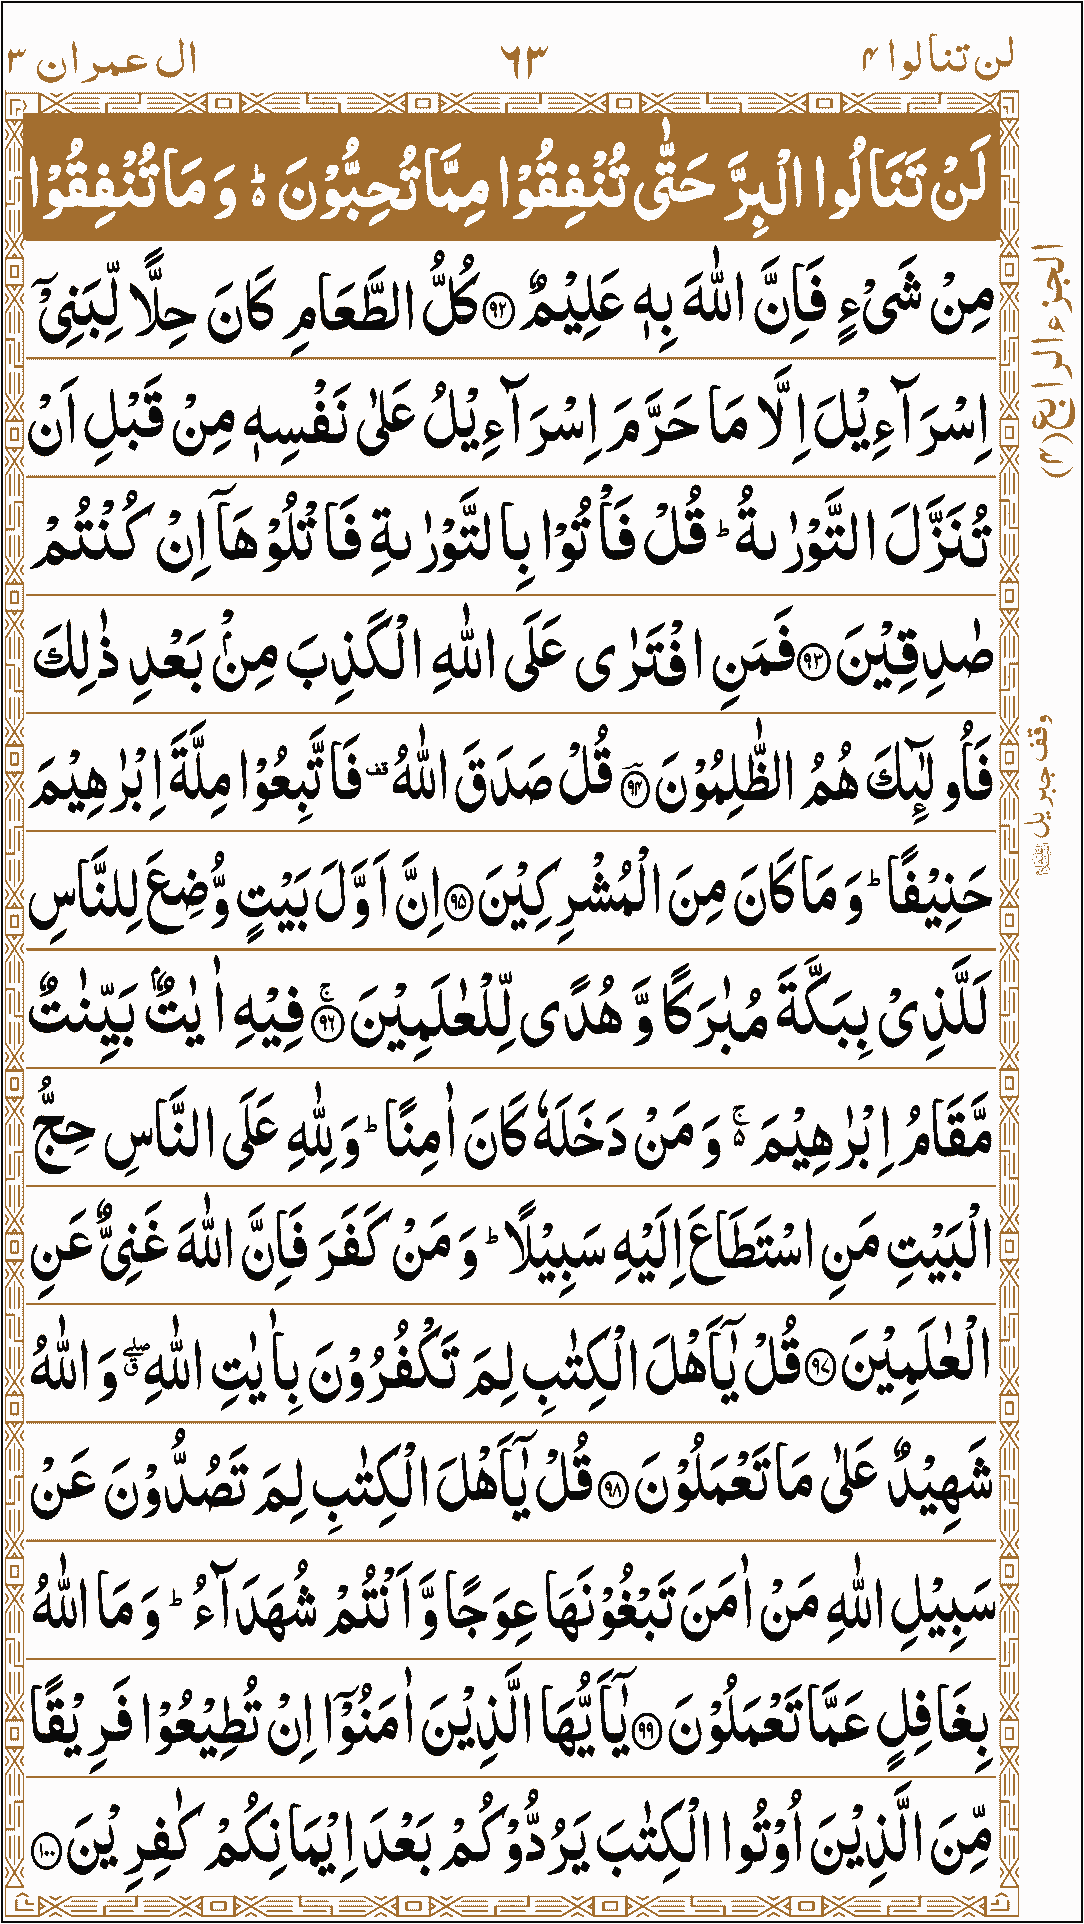 لن تنالوا ۴ ۶۳ اٰل عمران ۳
لَنْ تَنَالُوا الْبِرَّ حَتّٰى تُنْفِقُوْا مِمَّا تُحِبُّوْنَ ؕ۬ وَ مَا تُنْفِقُوْا
مِنْ شَیْءٍ فَاِنَّ اللّٰهَ بِهٖ عَلِیْمٌ ﴿۹۲﴾ كُلُّ الطَّعَامِ كَانَ حِلًّا لِّبَنِیْۤ
اِسْرَآءِیْلَ اِلَّا مَا حَرَّمَ اِسْرَآءِیْلُ عَلٰى نَفْسِهٖ مِنْ قَبْلِ اَنْ
تُنَزَّلَ التَّوْرٰىةُ ؕ قُلْ فَاْتُوْا بِالتَّوْرٰىةِ فَاتْلُوْهَاۤ اِنْ كُنْتُمْ
صٰدِقِیْنَ ﴿۹۳﴾ فَمَنِ افْتَرٰى عَلَى اللّٰهِ الْكَذِبَ مِنْۢ بَعْدِ ذٰلِكَ
فَاُولٰٓىِٕكَ هُمُ الظّٰلِمُوْنَ ﴿۹۴﴾ؔ قُلْ صَدَقَ اللّٰهُ ۫ فَاتَّبِعُوْا مِلَّةَ اِبْرٰهِیْمَ
حَنِیْفًا ؕ وَ مَا كَانَ مِنَ الْمُشْرِكِیْنَ ﴿۹۵﴾ اِنَّ اَوَّلَ بَیْتٍ وُّضِعَ لِلنَّاسِ
لَلَّذِیْ بِبَكَّةَ مُبٰرَكًا وَّ هُدًى لِّلْعٰلَمِیْنَ ﴿۹۶﴾ۚ فِیْهِ اٰیٰتٌۢ بَیِّنٰتٌ
مَّقَامُ اِبْرٰهِیْمَ ۚ۬ وَ مَنْ دَخَلَهٗ كَانَ اٰمِنًا ؕ وَ لِلّٰهِ عَلَى النَّاسِ حِجُّ
الْبَیْتِ مَنِ اسْتَطَاعَ اِلَیْهِ سَبِیْلًا ؕ وَ مَنْ كَفَرَ فَاِنَّ اللّٰهَ غَنِیٌّ عَنِ
الْعٰلَمِیْنَ ﴿۹۷﴾ قُلْ یٰۤاَهْلَ الْكِتٰبِ لِمَ تَكْفُرُوْنَ بِاٰیٰتِ اللّٰهِ ۖۗ وَ اللّٰهُ
شَهِیْدٌ عَلٰى مَا تَعْمَلُوْنَ ﴿۹۸﴾ قُلْ یٰۤاَهْلَ الْكِتٰبِ لِمَ تَصُدُّوْنَ عَنْ
سَبِیْلِ اللّٰهِ مَنْ اٰمَنَ تَبْغُوْنَهَا عِوَجًا وَّ اَنْتُمْ شُهَدَآءُ ؕ وَ مَا اللّٰهُ
بِغَافِلٍ عَمَّا تَعْمَلُوْنَ ﴿۹۹﴾ یٰۤاَیُّهَا الَّذِیْنَ اٰمَنُوْۤا اِنْ تُطِیْعُوْا فَرِیْقًا
مِّنَ الَّذِیْنَ اُوْتُوا الْكِتٰبَ یَرُدُّوْكُمْ بَعْدَ اِیْمَانِكُمْ كٰفِرِیْنَ ﴿۱۰۰﴾
الجزء الرابع (۴)
وقف جبریل